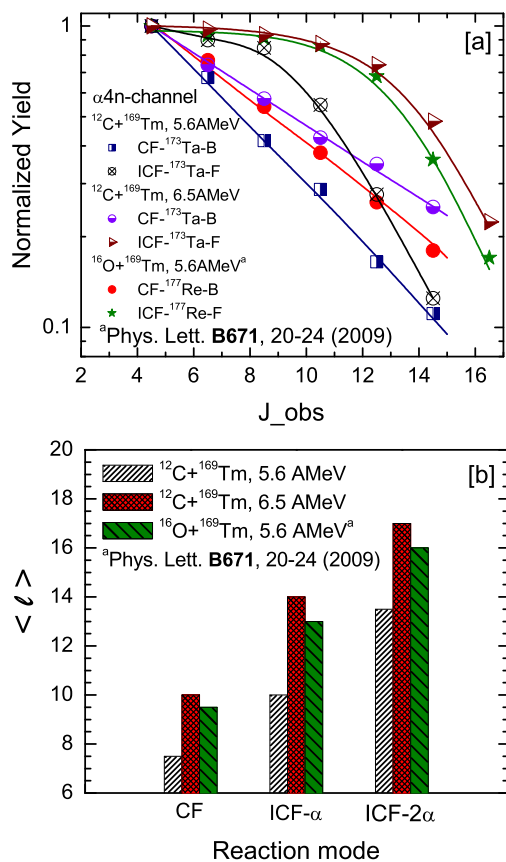 [a]
1
0.1
Normalized Yield
α4n-channel
¹²C+¹⁶⁹Tm, 5.6AMeV
CF-¹⁷³Ta-B
ICF-¹⁷³Ta-F
¹²C+¹⁶⁹Tm, 6.5AMeV
CF-¹⁷³Ta-B
ICF-¹⁷³Ta-F
¹⁶O+¹⁶⁹Tm, 5.6AMeVᵃ
CF-¹⁷⁷Re-B
ICF-¹⁷⁷Re-F
ᵃPhys. Lett. B671, 20-24 (2009)
2 4 6 8 10 12 14 16
J_obs
[b]
20
18
16
14
12
10
8
6
< ℓ >
¹²C+¹⁶⁹Tm, 5.6 AMeV
¹²C+¹⁶⁹Tm, 6.5 AMeV
¹⁶O+¹⁶⁹Tm, 5.6 AMeVᵃ
ᵃPhys. Lett. B671, 20-24 (2009)
CF ICF-α ICF-2α
Reaction mode